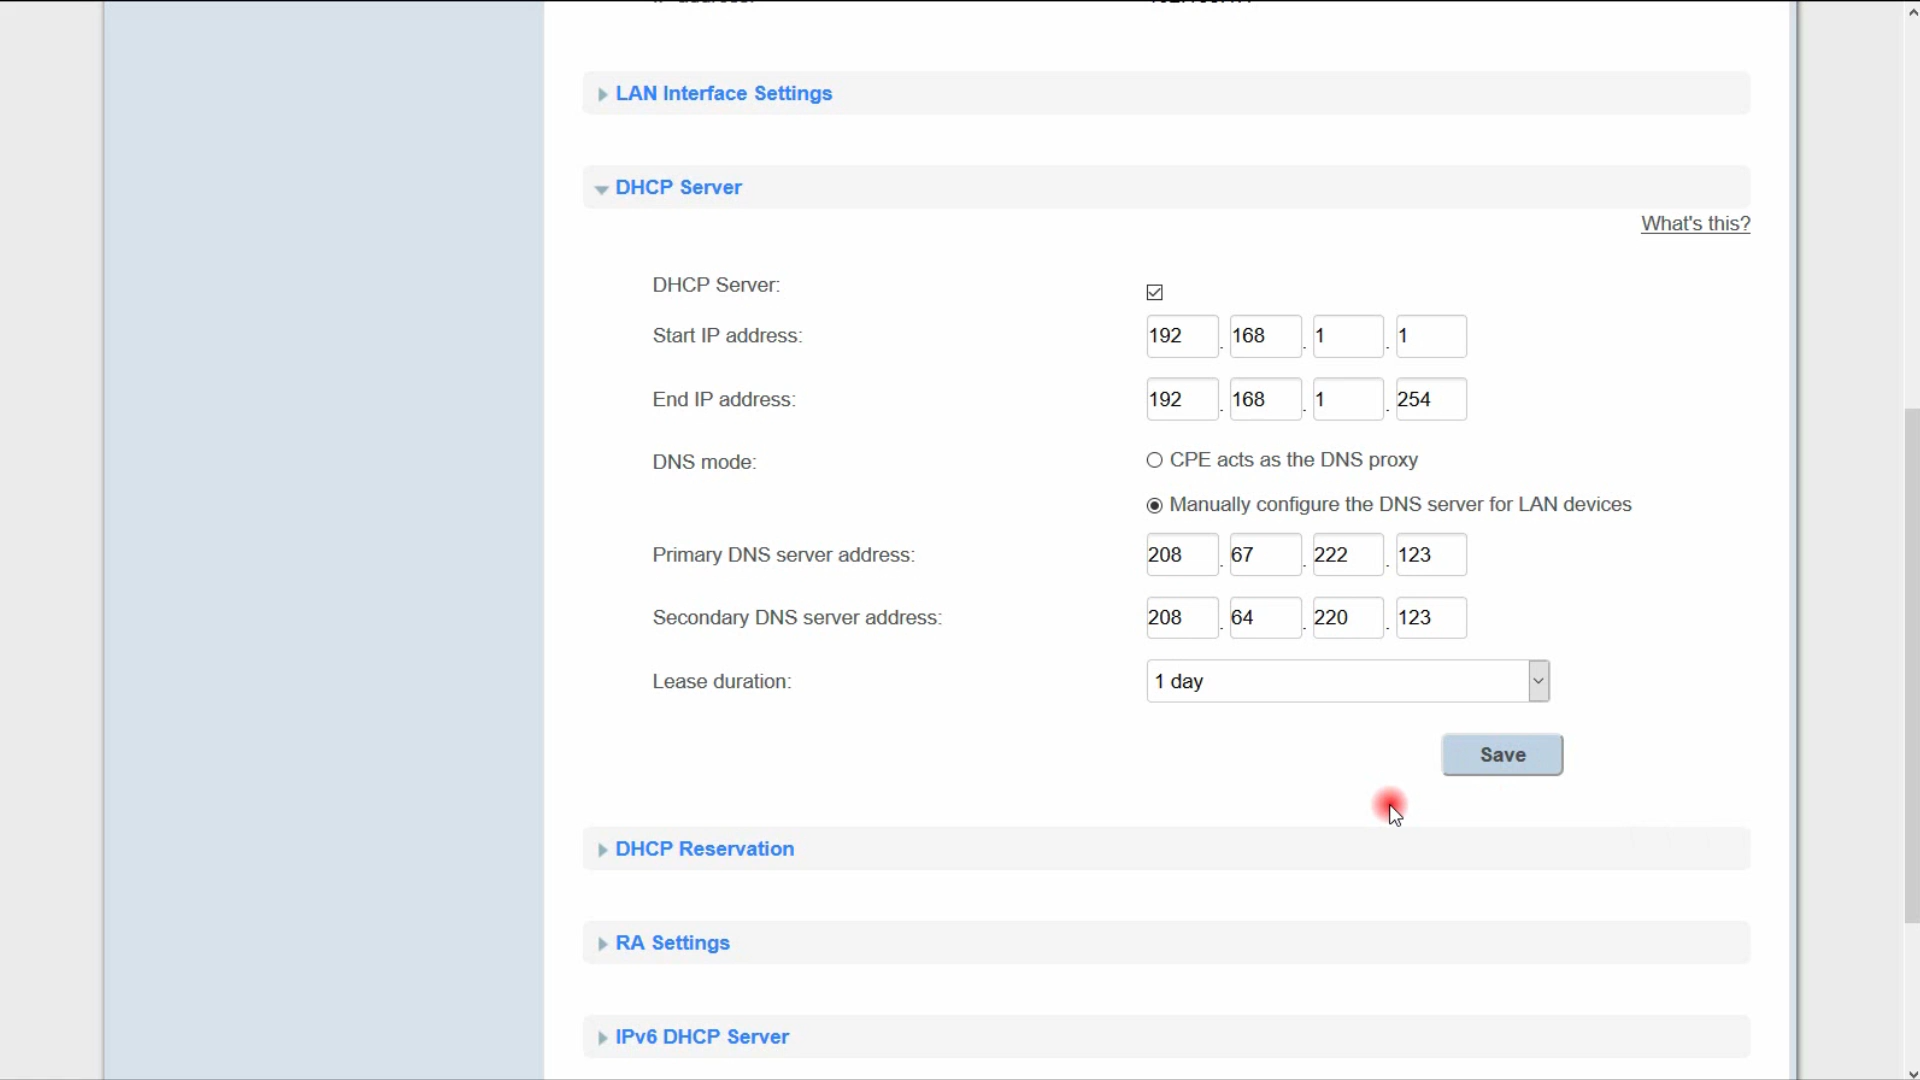 LAN Interface Settings
DHCP Server
What's this?
DHCP Server:
Start IP address: 192 . 168 . 1 . 1
End IP address: 192 . 168 . 1 . 254
DNS mode: CPE acts as the DNS proxy
Manually configure the DNS server for LAN devices
Primary DNS server address: 208 . 67 . 222 . 123
Secondary DNS server address: 208 . 64 . 220 . 123
Lease duration: 1 day
Save
DHCP Reservation
RA Settings
IPv6 DHCP Server